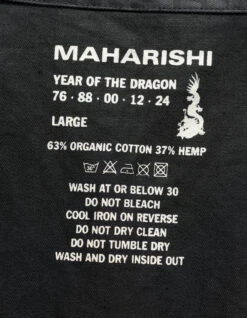 MAHARISHI
YEAR OF THE DRAGON
76 · 88 · 00 · 12 · 24
LARGE
63% ORGANIC COTTON 37% HEMP
WASH AT OR BELOW 30
DO NOT BLEACH
COOL IRON ON REVERSE
DO NOT DRY CLEAN
DO NOT TUMBLE DRY
WASH AND DRY INSIDE OUT